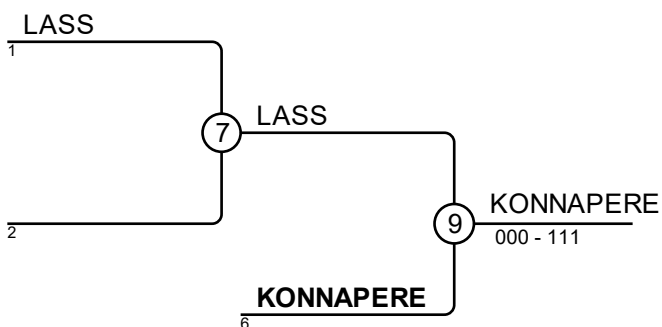 LASS
1
7
LASS
2
9
KONNAPERE
000 - 111
KONNAPERE
6